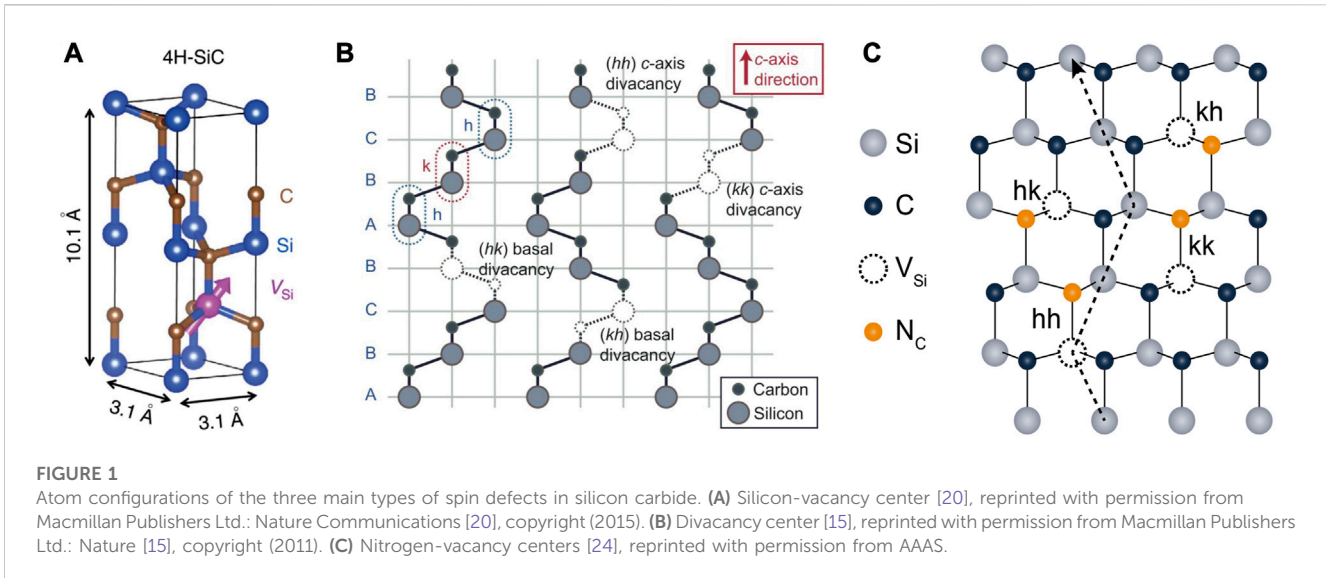 A
4H-SiC
10.1 Å
C
Si
VSi
3.1 Å
3.1 Å
B
c-axis
direction
(hh) c-axis
divacancy
B
C
B
A
B
C
B
A
h
k
h
(kk) c-axis
divacancy
(hk) basal
divacancy
(kh) basal
divacancy
Carbon
Silicon
C
Si
C
VSi
NC
kh
hk
kk
hh
FIGURE 1
Atom configurations of the three main types of spin defects in silicon carbide. (A) Silicon-vacancy center [20], reprinted with permission from
Macmillan Publishers Ltd.: Nature Communications [20], copyright (2015). (B) Divacancy center [15], reprinted with permission from Macmillan Publishers
Ltd.: Nature [15], copyright (2011). (C) Nitrogen-vacancy centers [24], reprinted with permission from AAAS.